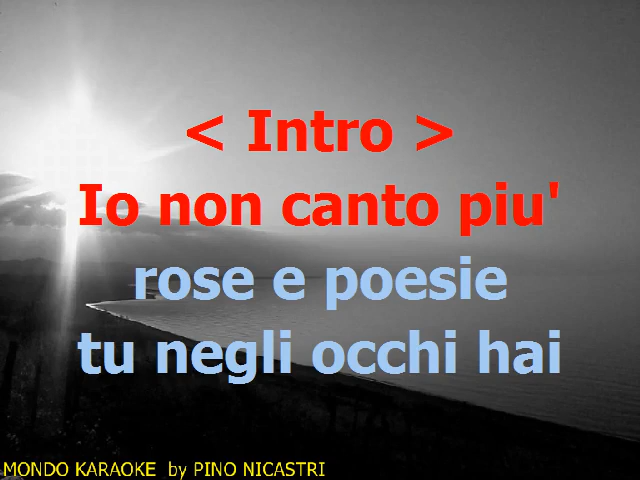 < Intro >
Io non canto piu'
rose e poesie
tu negli occhi hai
MONDO KARAOKE by PINO NICASTRI